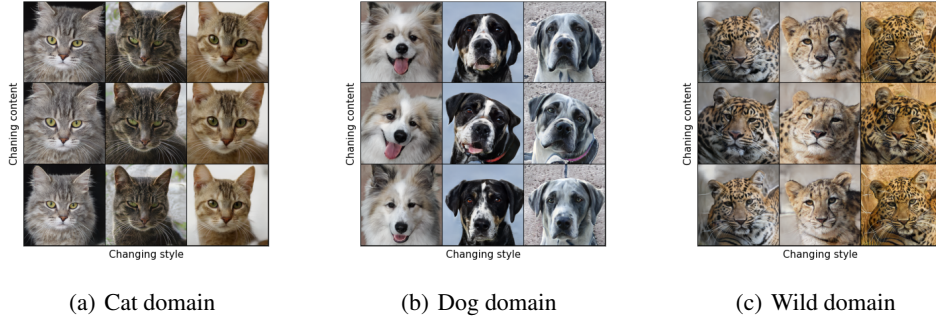 Chaning content
Changing style
(a) Cat domain
Chaning content
Changing style
(b) Dog domain
Chaning content
Changing style
(c) Wild domain